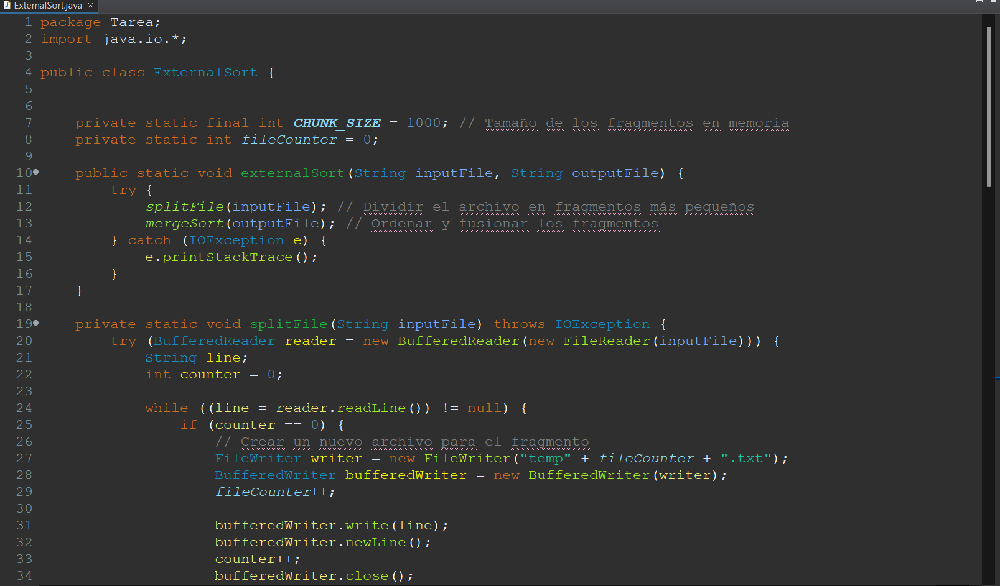 ExternalSort.java
1 package Tarea;
2 import java.io.*;
3
4 public class ExternalSort {
5
6
7     private static final int CHUNK_SIZE = 1000; // Tamaño de los fragmentos en memoria
8     private static int fileCounter = 0;
9
10     public static void externalSort(String inputFile, String outputFile) {
11         try {
12             splitFile(inputFile); // Dividir el archivo en fragmentos más pequeños
13             mergeSort(outputFile); // Ordenar y fusionar los fragmentos
14         } catch (IOException e) {
15             e.printStackTrace();
16         }
17     }
18
19     private static void splitFile(String inputFile) throws IOException {
20         try (BufferedReader reader = new BufferedReader(new FileReader(inputFile))) {
21             String line;
22             int counter = 0;
23
24             while ((line = reader.readLine()) != null) {
25                 if (counter == 0) {
26                     // Crear un nuevo archivo para el fragmento
27                     FileWriter writer = new FileWriter("temp" + fileCounter + ".txt");
28                     BufferedWriter bufferedWriter = new BufferedWriter(writer);
29                     fileCounter++;
30
31                     bufferedWriter.write(line);
32                     bufferedWriter.newLine();
33                     counter++;
34                     bufferedWriter.close();